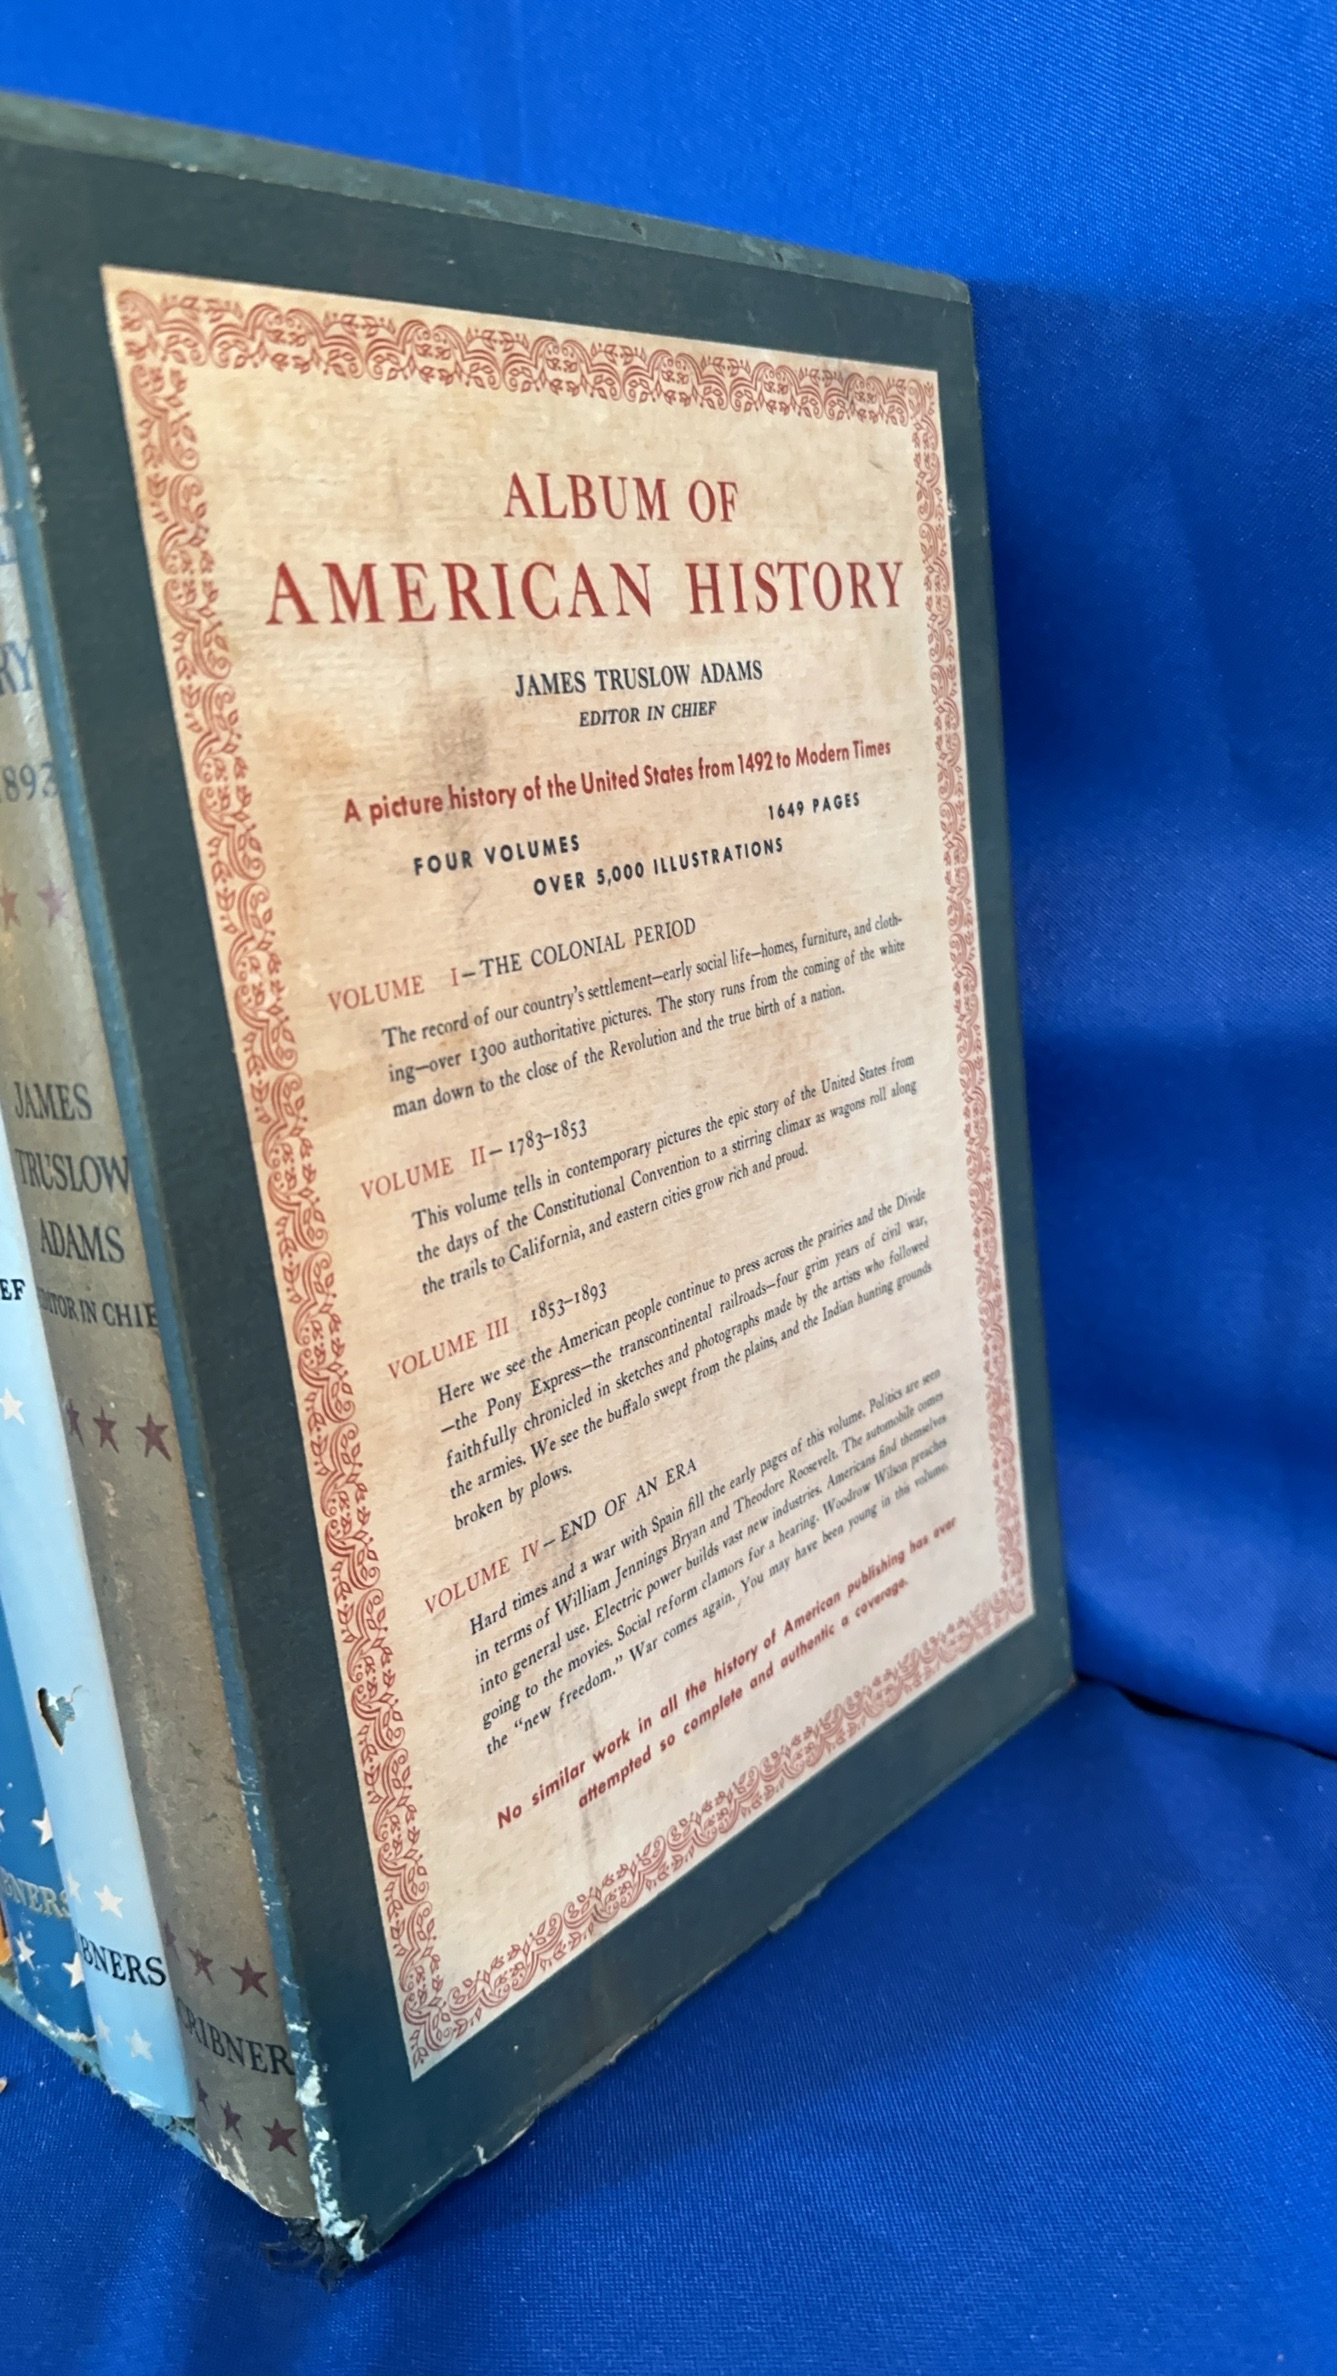 ALBUM OF
AMERICAN HISTORY
JAMES TRUSLOW ADAMS
EDITOR IN CHIEF
A picture history of the United States from 1492 to Modern Times
FOUR VOLUMES 1649 PAGES
OVER 5,000 ILLUSTRATIONS
VOLUME I—THE COLONIAL PERIOD
The record of our country's settlement—early social life—homes, furniture, and cloth-
ing—over 1300 authoritative pictures. The story runs from the coming of the white
man down to the close of the Revolution and the true birth of a nation.
VOLUME II—1783–1853
This volume tells in contemporary pictures the epic story of the United States from
the days of the Constitutional Convention to a stirring climax as wagons roll along
the trails to California, and eastern cities grow rich and proud.
VOLUME III 1853–1893
Here we see the American people continue to press across the prairies and the Divide
—the Pony Express—the transcontinental railroads—four grim years of civil war,
faithfully chronicled in sketches and photographs made by the artists who followed
the armies. We see the buffalo swept from the plains, and the Indian hunting grounds
broken by plows.
VOLUME IV—END OF AN ERA
Hard times and a war with Spain fill the early pages of this volume. Politics are seen
in terms of William Jennings Bryan and Theodore Roosevelt. The automobile comes
into general use. Electric power builds vast new industries. Americans find themselves
going to the movies. Social reform clamors for a hearing. Woodrow Wilson preaches
the "new freedom." War comes again. You may have been young in this volume.
No similar work in all the history of American publishing has ever
attempted so complete and authentic a coverage.
RY
893
JAMES
TRUSLOW
ADAMS
EDITOR IN CHIE
CRIBNER
EF
BNERS
BNERS